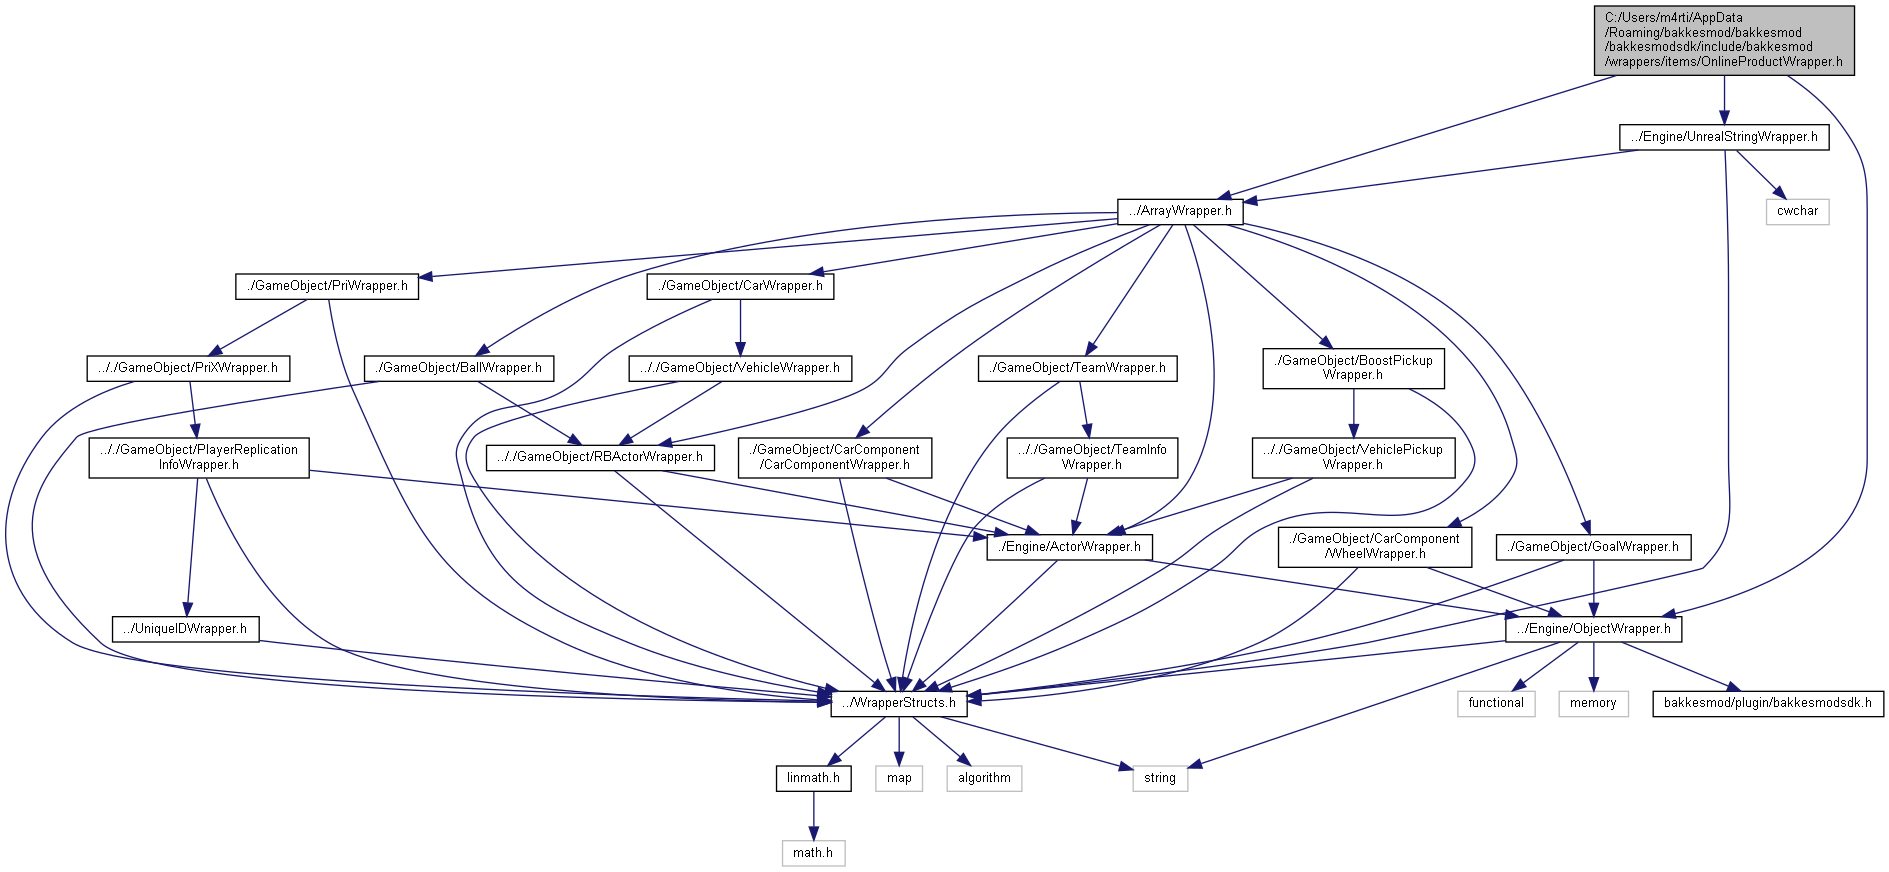 C:/Users/m4rti/AppData
/Roaming/bakkesmod/bakkesmod
/bakkesmodsdk/include/bakkesmod
/wrappers/items/OnlineProductWrapper.h
../Engine/UnrealStringWrapper.h
../ArrayWrapper.h
cwchar
./GameObject/PriWrapper.h
./GameObject/CarWrapper.h
.././GameObject/PriXWrapper.h
./GameObject/BallWrapper.h
.././GameObject/VehicleWrapper.h
./GameObject/TeamWrapper.h
./GameObject/BoostPickup
Wrapper.h
.././GameObject/PlayerReplication
InfoWrapper.h
.././GameObject/RBActorWrapper.h
./GameObject/CarComponent
/CarComponentWrapper.h
.././GameObject/TeamInfo
Wrapper.h
.././GameObject/VehiclePickup
Wrapper.h
./Engine/ActorWrapper.h
./GameObject/CarComponent
/WheelWrapper.h
./GameObject/GoalWrapper.h
../UniqueIDWrapper.h
../Engine/ObjectWrapper.h
../WrapperStructs.h
functional
memory
bakkesmod/plugin/bakkesmodsdk.h
linmath.h
map
algorithm
string
math.h